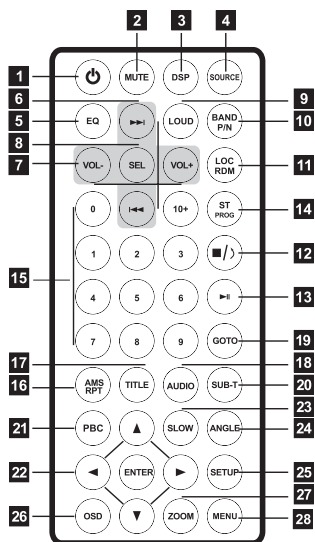 2 3 4
1 MUTE DSP SOURCE
6 9
5 EQ LOUD BAND P/N 10
8
7 VOL- SEL VOL+ LOC RDM 11
0 10+ ST PROG 14
1 2 3 12
15
4 5 6 13
7 8 9 GOTO 19
17 18
16 AMS RPT TITLE AUDIO SUB-T 20
23
21 PBC SLOW ANGLE 24
22 ENTER SETUP 25
27
26 OSD ZOOM MENU 28